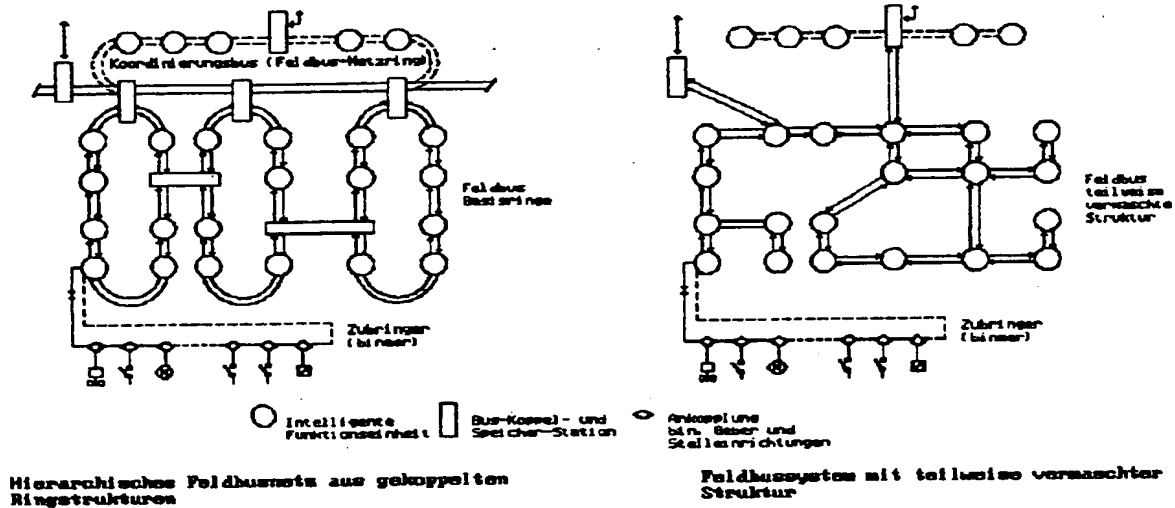 Koordinierungsbus (Feldbus-Netzring)
Feldbus
Basisringe
Zubringer
(binaer)
Feldbus
teilweise
vermaschte
Struktur
Zubringer
(binaer)
Intelligente
Funktionseinheit
Bus-Koppel- und
Speicher-Station
Ankopplung
bin. Geber und
Stelleinrichtungen
Hierarchisches Feldbusnetz aus gekoppelten
Ringstrukturen
Feldbussystem mit teilweise vermaschter
Struktur